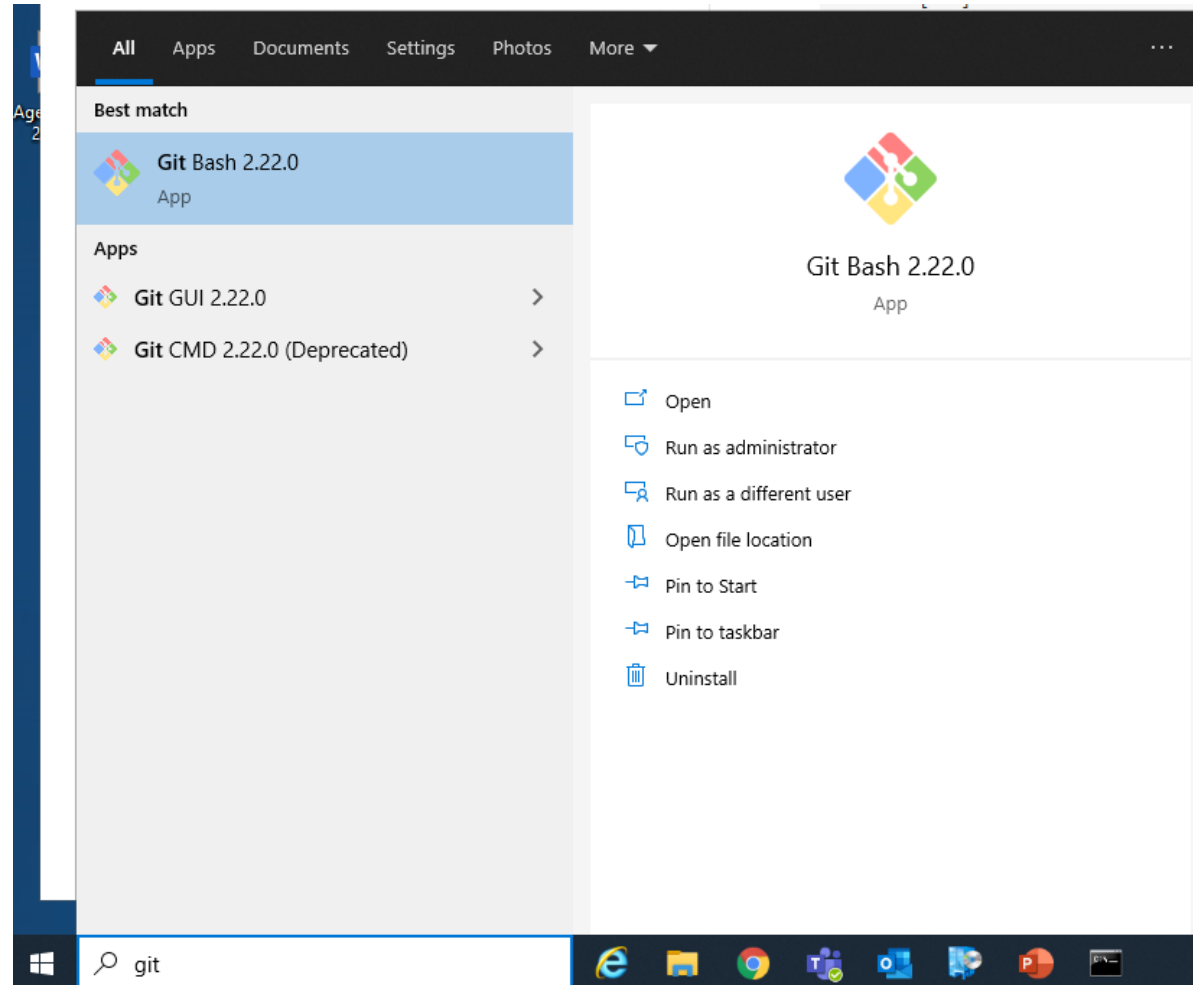 All Apps Documents Settings Photos More ...
Age
2
Best match
Git Bash 2.22.0
App
Apps
Git GUI 2.22.0
Git CMD 2.22.0 (Deprecated)
Git Bash 2.22.0
App
Open
Run as administrator
Run as a different user
Open file location
Pin to Start
Pin to taskbar
Uninstall
git